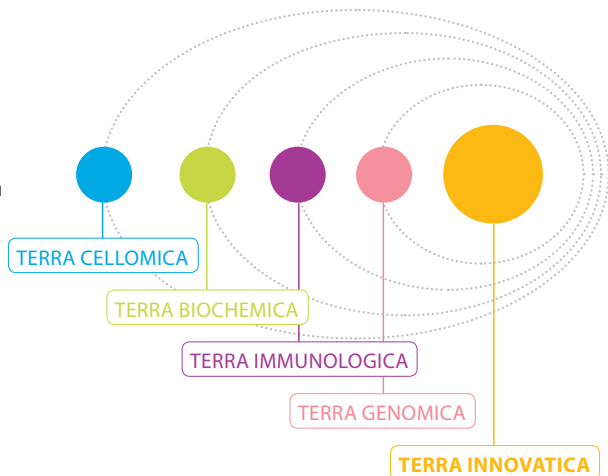 TERRA CELLOMICA
TERRA BIOCHEMICA
TERRA IMMUNOLOGICA
TERRA GENOMICA
TERRA INNOVATICA